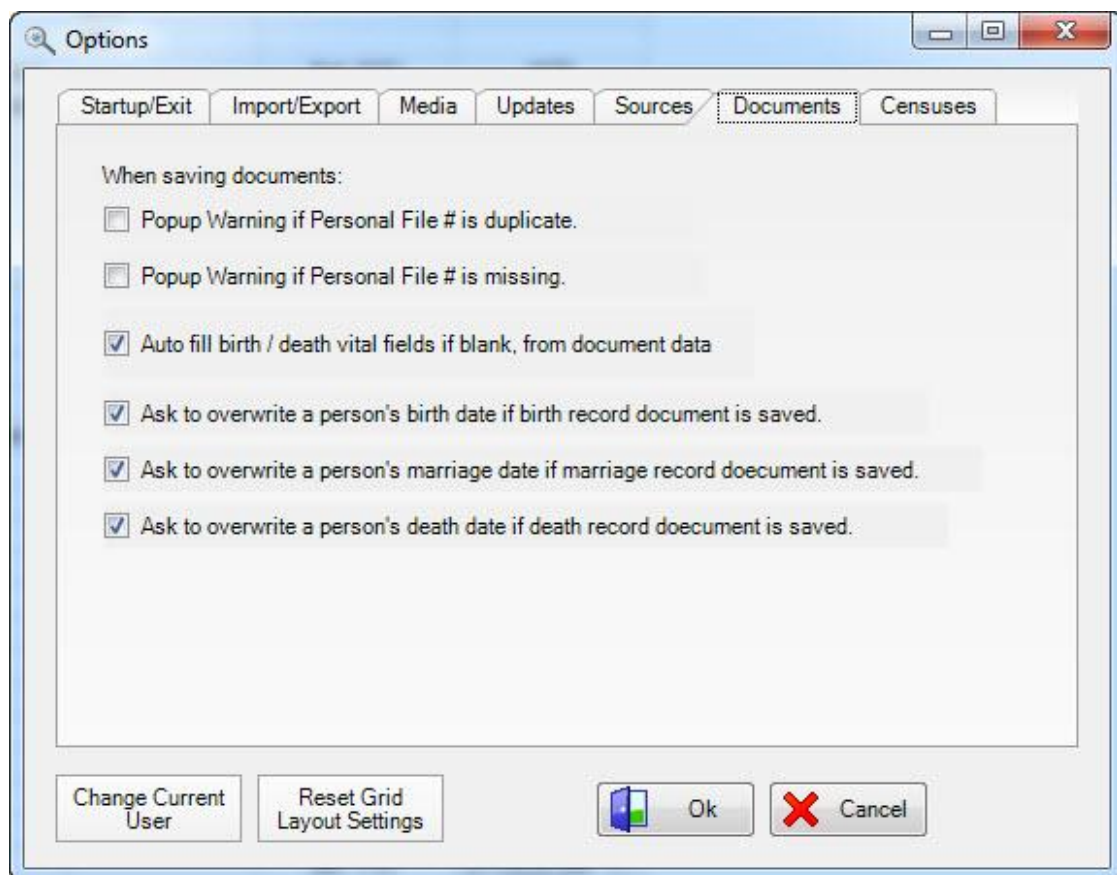 Options
Startup/Exit Import/Export Media Updates Sources Documents Censuses
When saving documents:
Popup Warning if Personal File # is duplicate.
Popup Warning if Personal File # is missing.
Auto fill birth / death vital fields if blank, from document data
Ask to overwrite a person's birth date if birth record document is saved.
Ask to overwrite a person's marriage date if marriage record doecument is saved.
Ask to overwrite a person's death date if death record doecument is saved.
Change Current
User
Reset Grid
Layout Settings
Ok
Cancel